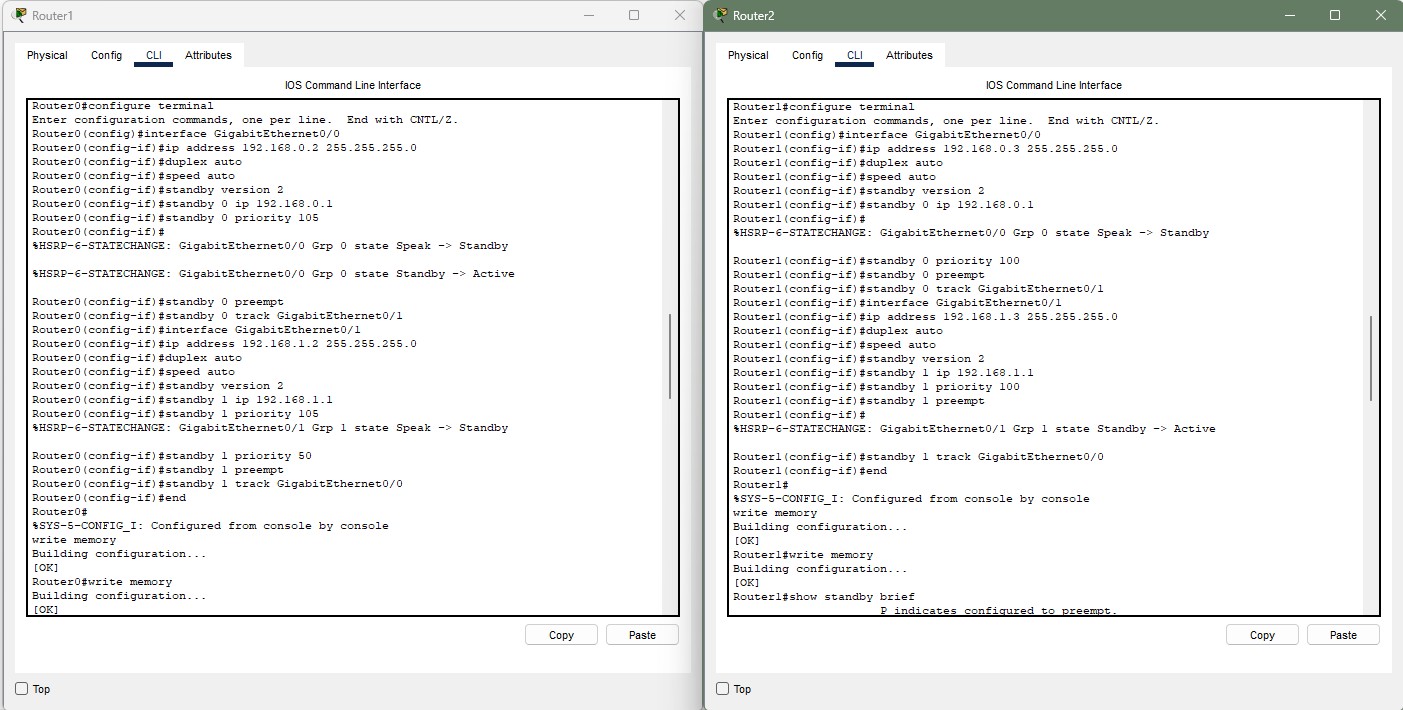 Router1
Physical Config CLI Attributes
IOS Command Line Interface
Router0#configure terminal
Enter configuration commands, one per line.  End with CNTL/Z.
Router0(config)#interface GigabitEthernet0/0
Router0(config-if)#ip address 192.168.0.2 255.255.255.0
Router0(config-if)#duplex auto
Router0(config-if)#speed auto
Router0(config-if)#standby version 2
Router0(config-if)#standby 0 ip 192.168.0.1
Router0(config-if)#standby 0 priority 105
Router0(config-if)#
%HSRP-6-STATECHANGE: GigabitEthernet0/0 Grp 0 state Speak -> Standby
%HSRP-6-STATECHANGE: GigabitEthernet0/0 Grp 0 state Standby -> Active
Router0(config-if)#standby 0 preempt
Router0(config-if)#standby 0 track GigabitEthernet0/1
Router0(config-if)#interface GigabitEthernet0/1
Router0(config-if)#ip address 192.168.1.2 255.255.255.0
Router0(config-if)#duplex auto
Router0(config-if)#speed auto
Router0(config-if)#standby version 2
Router0(config-if)#standby 1 ip 192.168.1.1
Router0(config-if)#standby 1 priority 105
%HSRP-6-STATECHANGE: GigabitEthernet0/1 Grp 1 state Speak -> Standby
Router0(config-if)#standby 1 priority 50
Router0(config-if)#standby 1 preempt
Router0(config-if)#standby 1 track GigabitEthernet0/0
Router0(config-if)#end
Router0#
%SYS-5-CONFIG_I: Configured from console by console
write memory
Building configuration...
[OK]
Router0#write memory
Building configuration...
[OK]
Copy Paste
Top
Router2
Physical Config CLI Attributes
IOS Command Line Interface
Router1#configure terminal
Enter configuration commands, one per line.  End with CNTL/Z.
Router1(config)#interface GigabitEthernet0/0
Router1(config-if)#ip address 192.168.0.3 255.255.255.0
Router1(config-if)#duplex auto
Router1(config-if)#speed auto
Router1(config-if)#standby version 2
Router1(config-if)#standby 0 ip 192.168.0.1
Router1(config-if)#
%HSRP-6-STATECHANGE: GigabitEthernet0/0 Grp 0 state Speak -> Standby
Router1(config-if)#standby 0 priority 100
Router1(config-if)#standby 0 preempt
Router1(config-if)#standby 0 track GigabitEthernet0/1
Router1(config-if)#interface GigabitEthernet0/1
Router1(config-if)#ip address 192.168.1.3 255.255.255.0
Router1(config-if)#duplex auto
Router1(config-if)#speed auto
Router1(config-if)#standby version 2
Router1(config-if)#standby 1 ip 192.168.1.1
Router1(config-if)#standby 1 priority 100
Router1(config-if)#standby 1 preempt
Router1(config-if)#
%HSRP-6-STATECHANGE: GigabitEthernet0/1 Grp 1 state Standby -> Active
Router1(config-if)#standby 1 track GigabitEthernet0/0
Router1(config-if)#end
Router1#
%SYS-5-CONFIG_I: Configured from console by console
write memory
Building configuration...
[OK]
Router1#write memory
Building configuration...
[OK]
Router1#show standby brief
P indicates configured to preempt.
Copy Paste
Top